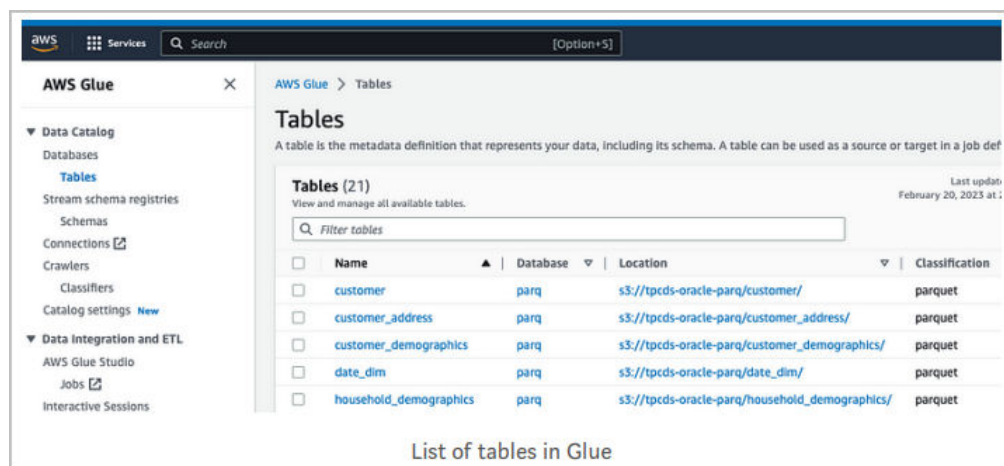 aws
Services
Search
[Option+S]
AWS Glue
Data Catalog
Databases
Tables
Stream schema registries
Schemas
Connections
Crawlers
Classifiers
Catalog settings New
Data Integration and ETL
AWS Glue Studio
Jobs
Interactive Sessions
AWS Glue > Tables
Tables
A table is the metadata definition that represents your data, including its schema. A table can be used as a source or target in a job def
Tables (21)
View and manage all available tables.
Last update
February 20, 2023 at 2
Filter tables
Name Database Location Classification
customer parq s3://tpcds-oracle-parq/customer/ parquet
customer_address parq s3://tpcds-oracle-parq/customer_address/ parquet
customer_demographics parq s3://tpcds-oracle-parq/customer_demographics/ parquet
date_dim parq s3://tpcds-oracle-parq/date_dim/ parquet
household_demographics parq s3://tpcds-oracle-parq/household_demographics/ parquet
List of tables in Glue